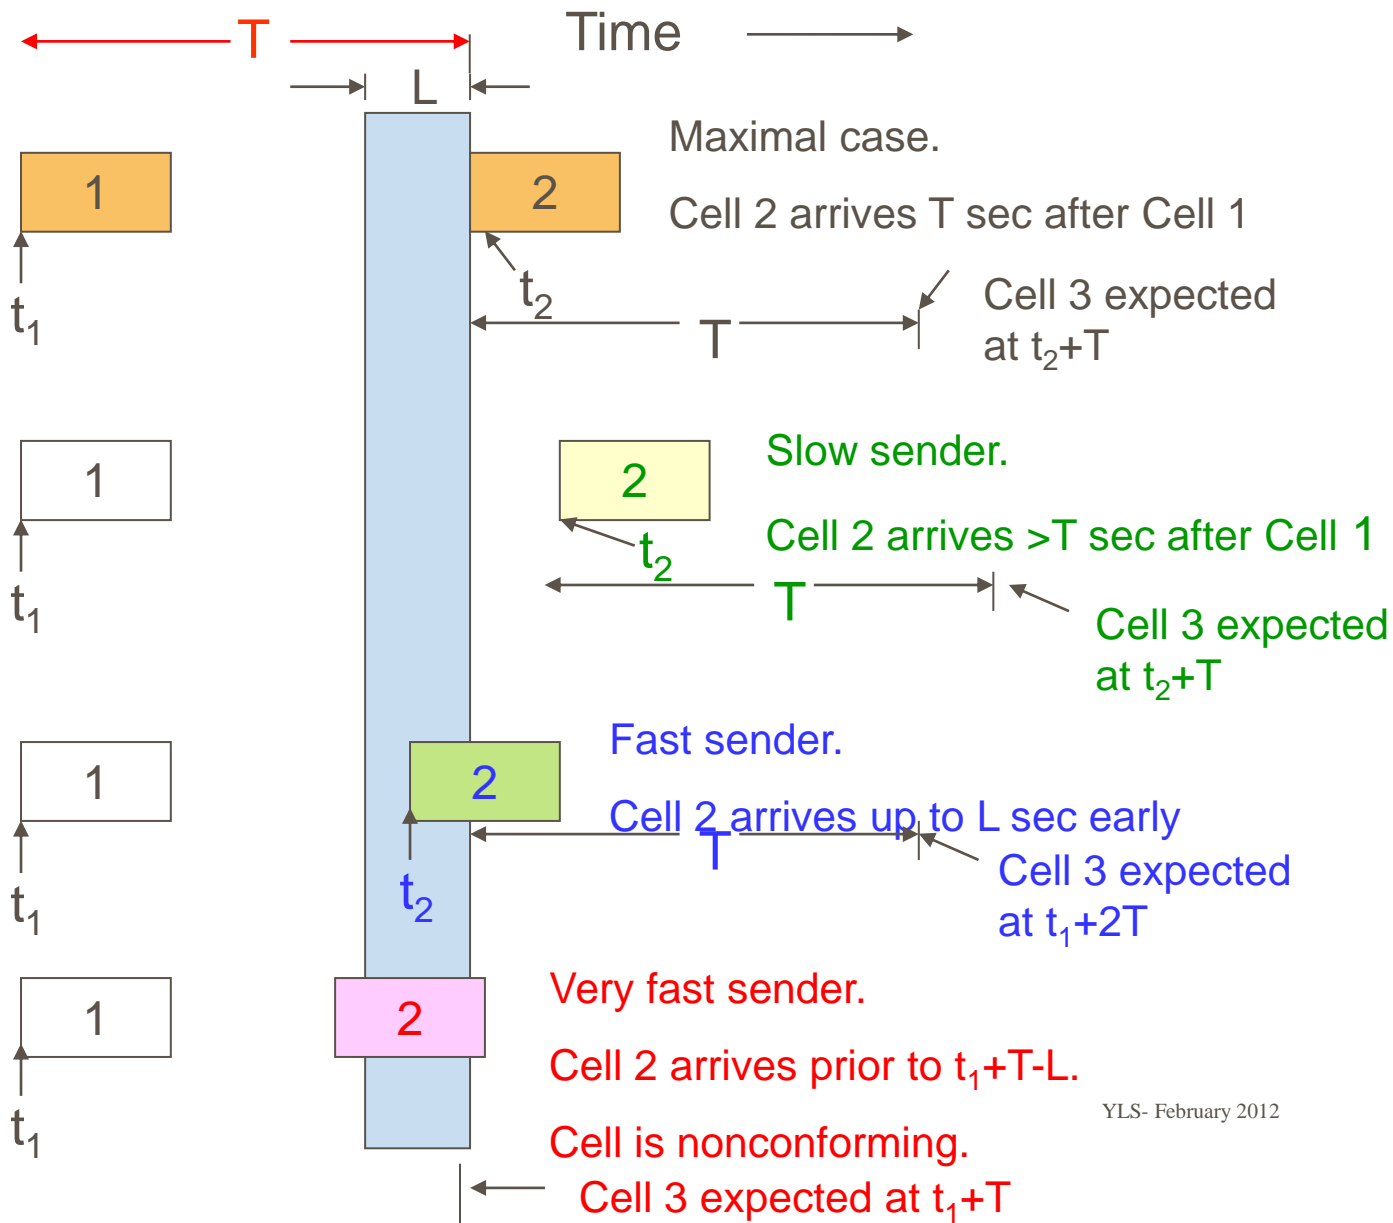 T
Time
L
1
2
Maximal case.
Cell 2 arrives T sec after Cell 1
t₁
t₂
T
Cell 3 expected
at t₂+T
1
2
Slow sender.
Cell 2 arrives >T sec after Cell 1
t₁
t₂
T
Cell 3 expected
at t₂+T
1
2
Fast sender.
Cell 2 arrives up to L sec early
t₁
t₂
T
Cell 3 expected
at t₁+2T
1
2
Very fast sender.
Cell 2 arrives prior to t₁+T-L.
YLS- February 2012
t₁
Cell is nonconforming.
Cell 3 expected at t₁+T